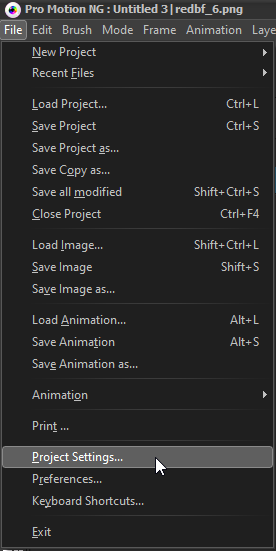 Pro Motion NG : Untitled 3|redbf_6.png
File Edit Brush Mode Frame Animation Laye
New Project
Recent Files
Load Project... Ctrl+L
Save Project Ctrl+S
Save Project as...
Save Copy as...
Save all modified Shift+Ctrl+S
Close Project Ctrl+F4
Load Image... Shift+Ctrl+L
Save Image Shift+S
Save Image as...
Load Animation... Alt+L
Save Animation Alt+S
Save Animation as...
Animation
Print ...
Project Settings...
Preferences...
Keyboard Shortcuts...
Exit